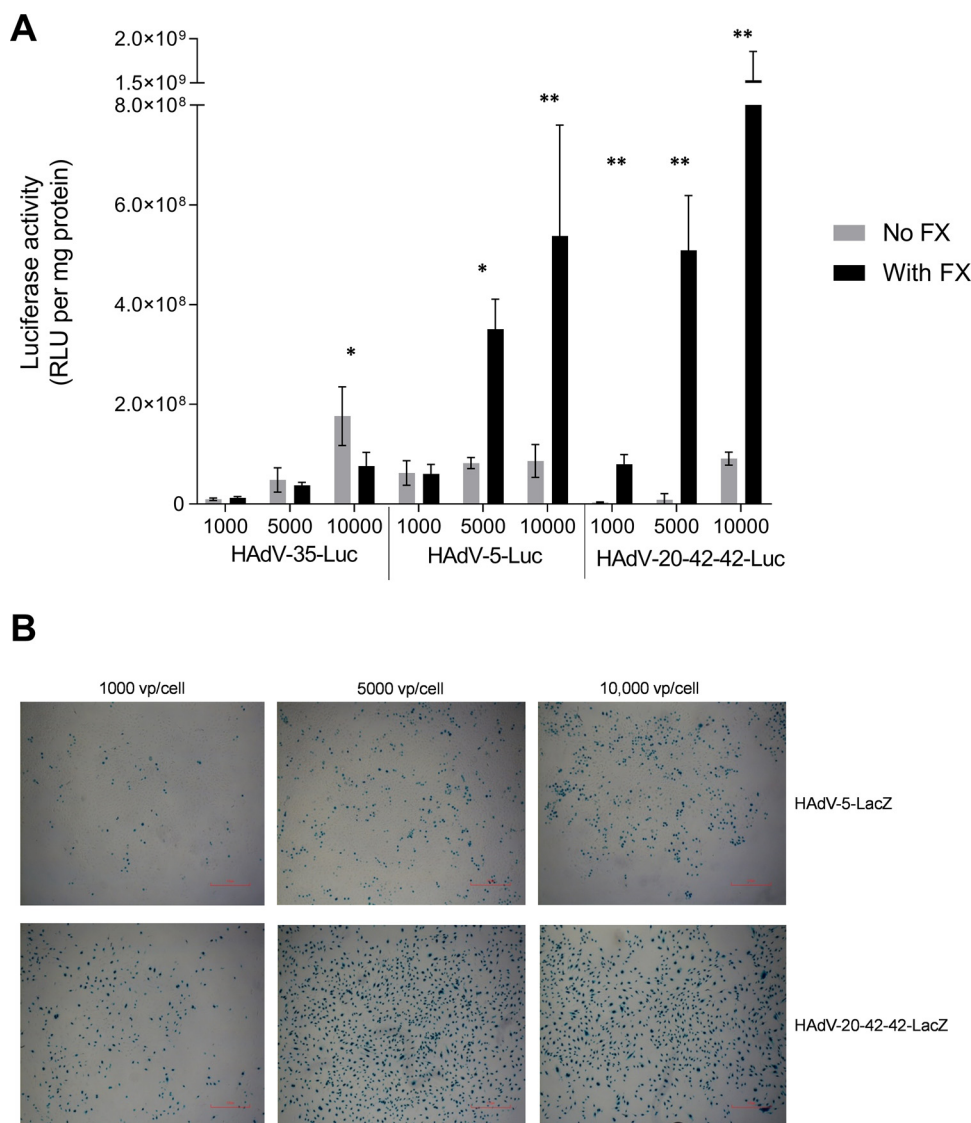 A
2.0×10⁹
1.5×10⁹
8.0×10⁸
6.0×10⁸
4.0×10⁸
2.0×10⁸
0
Luciferase activity
(RLU per mg protein)
*
*
**
**
**
**
No FX
With FX
1000 5000 10000 1000 5000 10000 1000 5000 10000
HAdV-35-Luc HAdV-5-Luc HAdV-20-42-42-Luc
B
1000 vp/cell 5000 vp/cell 10,000 vp/cell
HAdV-5-LacZ
HAdV-20-42-42-LacZ